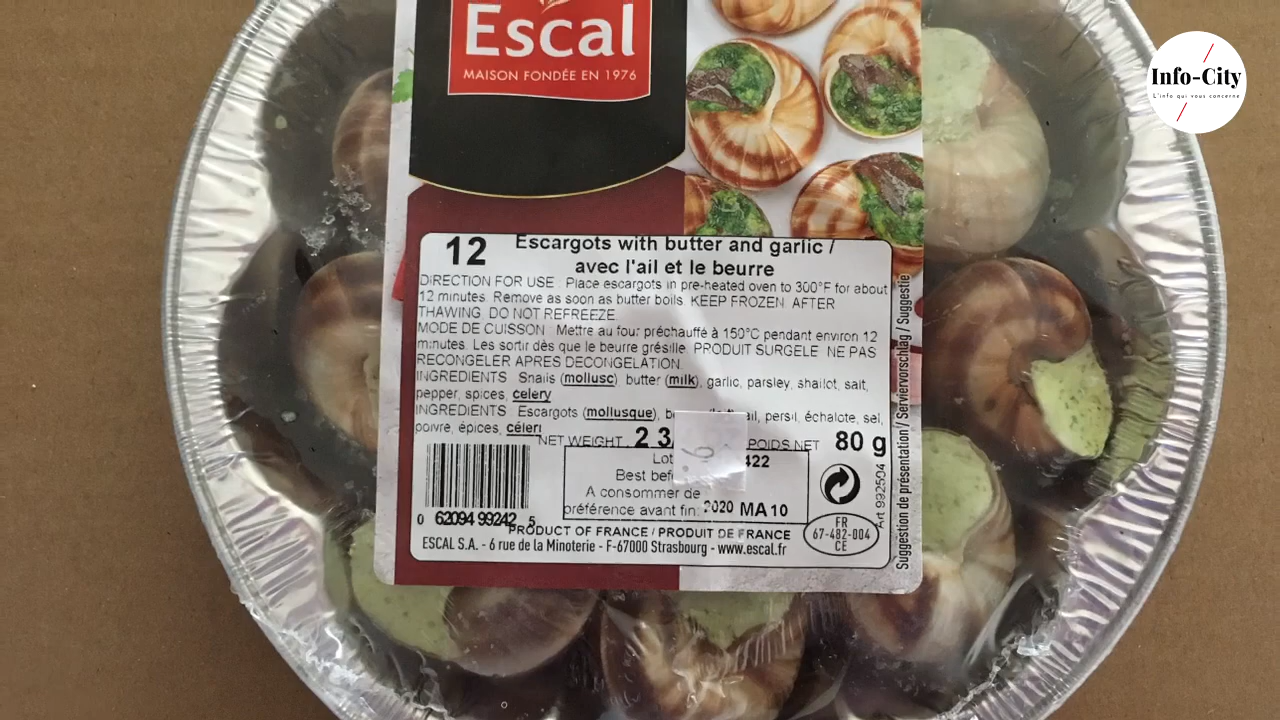 Escal
MAISON FONDÉE EN 1976
Info-City
L'info qui vous concerne
12
Escargots with butter and garlic /
avec l'ail et le beurre
DIRECTION FOR USE : Place escargots in pre-heated oven to 300°F for about
12 minutes. Remove as soon as butter boils. KEEP FROZEN. AFTER
THAWING DO NOT REFREEZE.
MODE DE CUISSON : Mettre au four préchauffé à 150°C pendant environ 12
minutes. Les sortir dès que le beurre grésille. PRODUIT SURGELE NE PAS
RECONGELER APRES DECONGELATION.
INGREDIENTS : Snails (mollusc) butter (milk), garlic, parsley, shallot, salt,
pepper, spices, celery
INGREDIENTS : Escargots (mollusque), ail, persil, échalote, sel,
poivre, épices, céleri
NET WEIGHT 2 3 POIDS NET 80 g
Lot 422
Best
A consommer de
préférence avant fin: 2020 MA 10
0 62094 99242 5
PRODUCT OF FRANCE / PRODUIT DE FRANCE
ESCAL S.A. - 6 rue de la Minoterie - F-67000 Strasbourg - www.escal.fr
FR
67-482-004
CE
Art 992504
Suggestion de présentation / Serviervorschlag / Suggestie